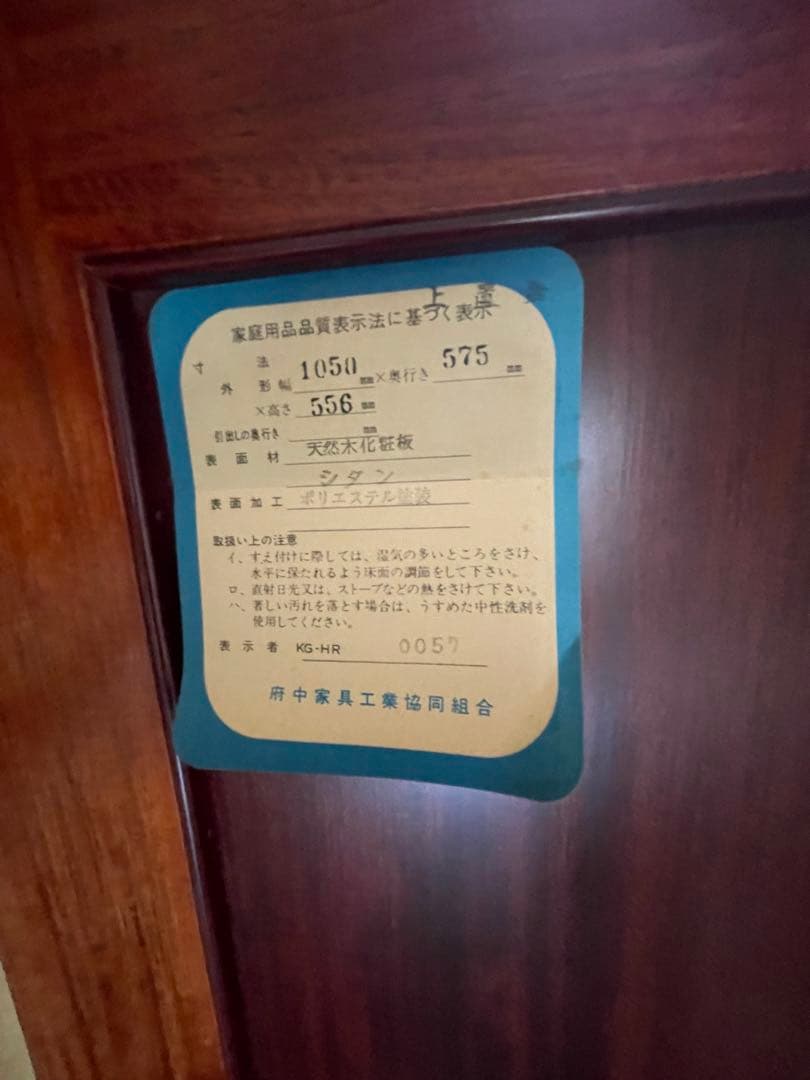 上置
家庭用品品質表示法に基づく表示
寸法
外形幅 1050 mm×奥行き 575 mm
×高さ 556 mm
引出しの奥行き mm
表面材 天然木化粧板
シタン
表面加工 ポリエステル塗装
取扱い上の注意
イ、すえ付けに際しては、湿気の多いところをさけ、
水平に保たれるよう床面の調節をして下さい。
ロ、直射日光又は、ストーブなどの熱をさけて下さい。
ハ、著しい汚れを落とす場合は、うすめた中性洗剤を
使用してください。
表示者 KG-HR 0057
府中家具工業協同組合